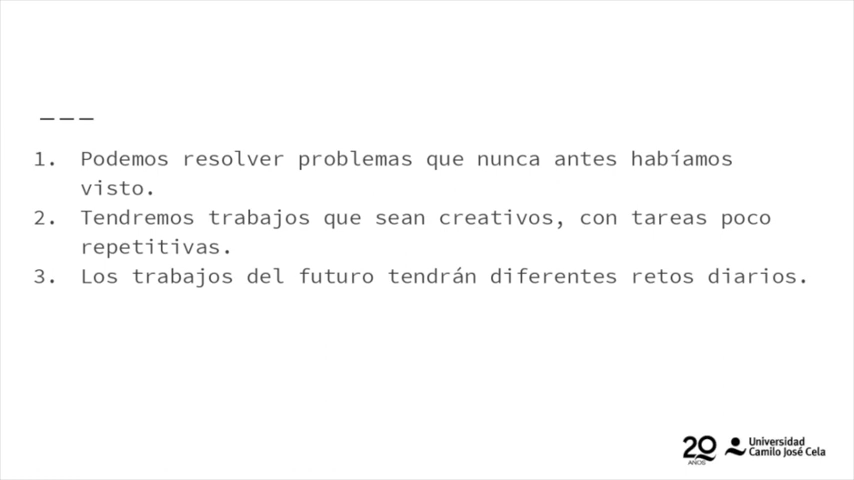 ———
1. Podemos resolver problemas que nunca antes habíamos
visto.
2. Tendremos trabajos que sean creativos, con tareas poco
repetitivas.
3. Los trabajos del futuro tendrán diferentes retos diarios.
20
AÑOS
Universidad
Camilo José Cela